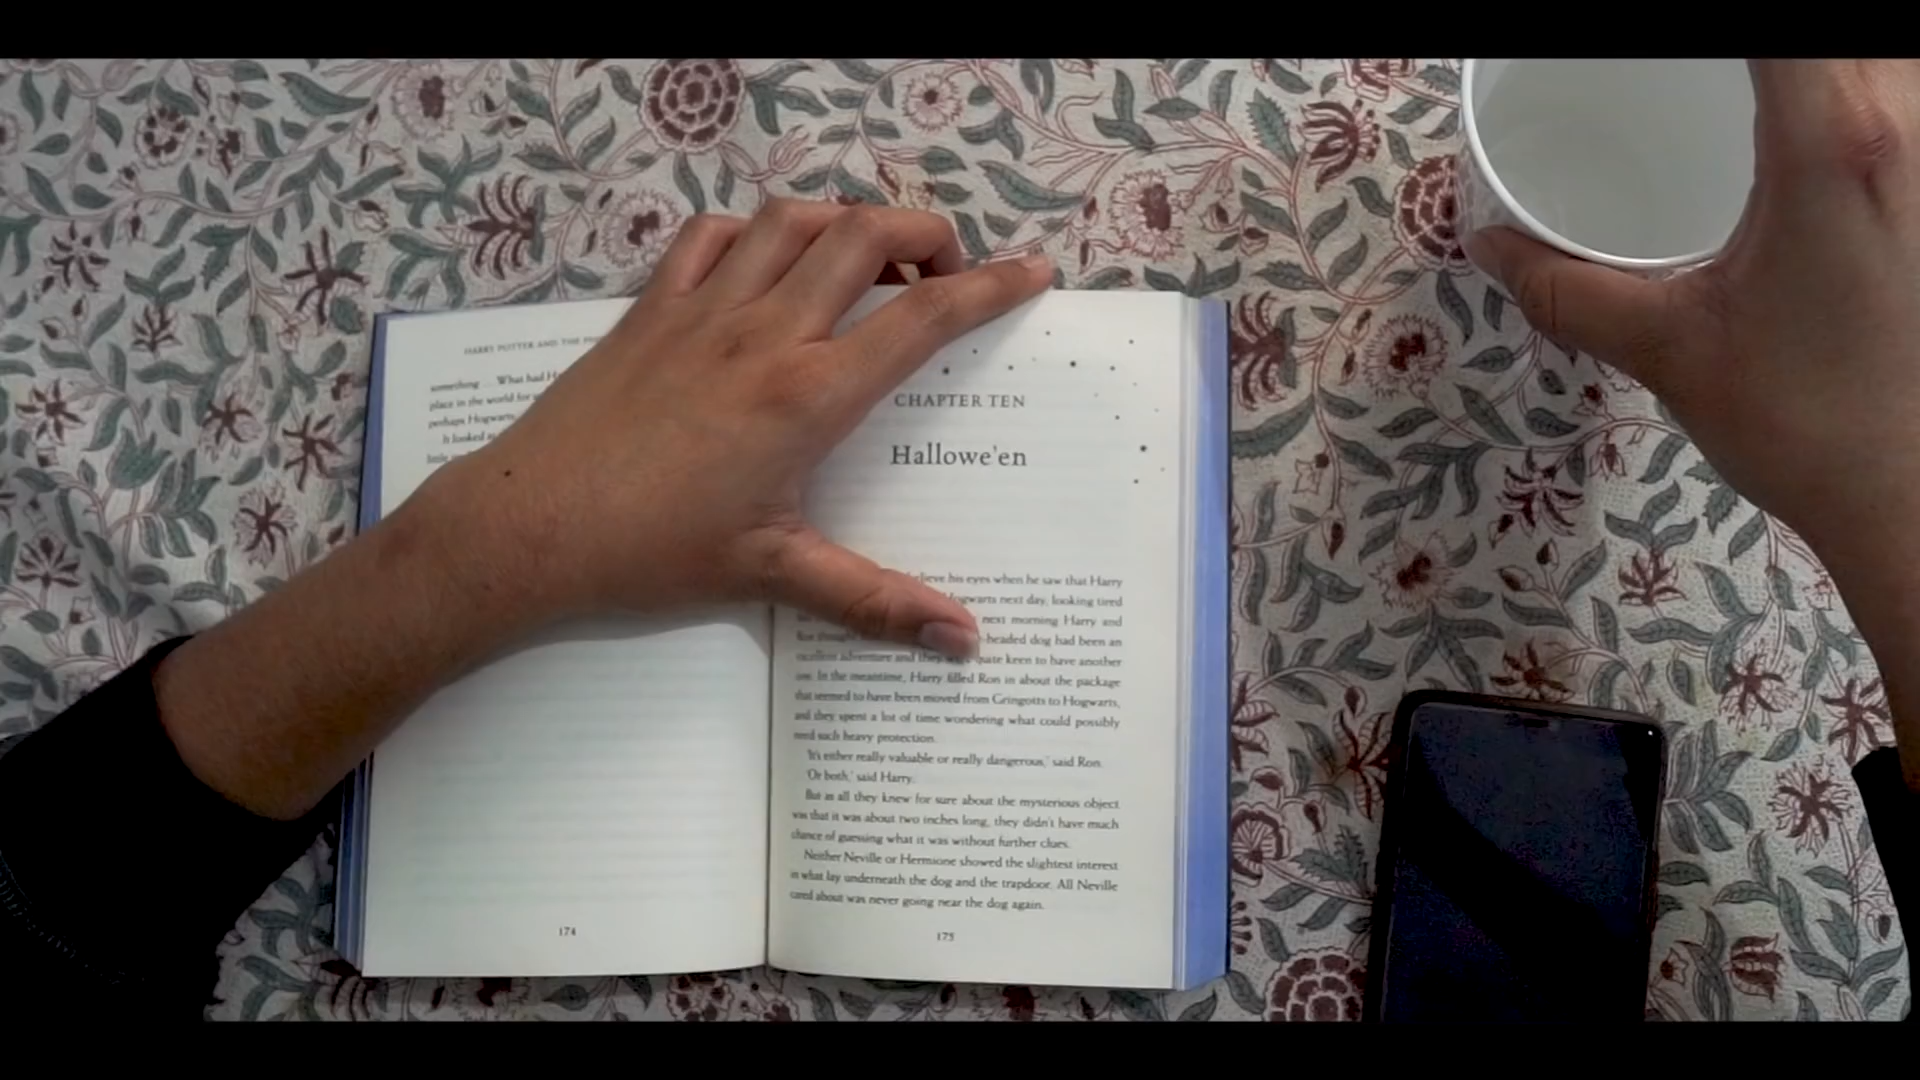 HARRY POTTER AND THE
something ... What had
place in the world for
perhaps Hogwarts
It looked
little
174
CHAPTER TEN
Hallowe'en
his eyes when he saw that Harry
Hogwarts next day, looking tired
next morning Harry and
-headed dog had been an
excellent adventure and they quite keen to have another
one. In the meantime, Harry filled Ron in about the package
that seemed to have been moved from Gringotts to Hogwarts,
and they spent a lot of time wondering what could possibly
need such heavy protection.
'It's either really valuable or really dangerous,' said Ron.
'Or both,' said Harry.
But as all they knew for sure about the mysterious object
was that it was about two inches long, they didn't have much
chance of guessing what it was without further clues.
Neither Neville or Hermione showed the slightest interest
in what lay underneath the dog and the trapdoor. All Neville
cared about was never going near the dog again.
175